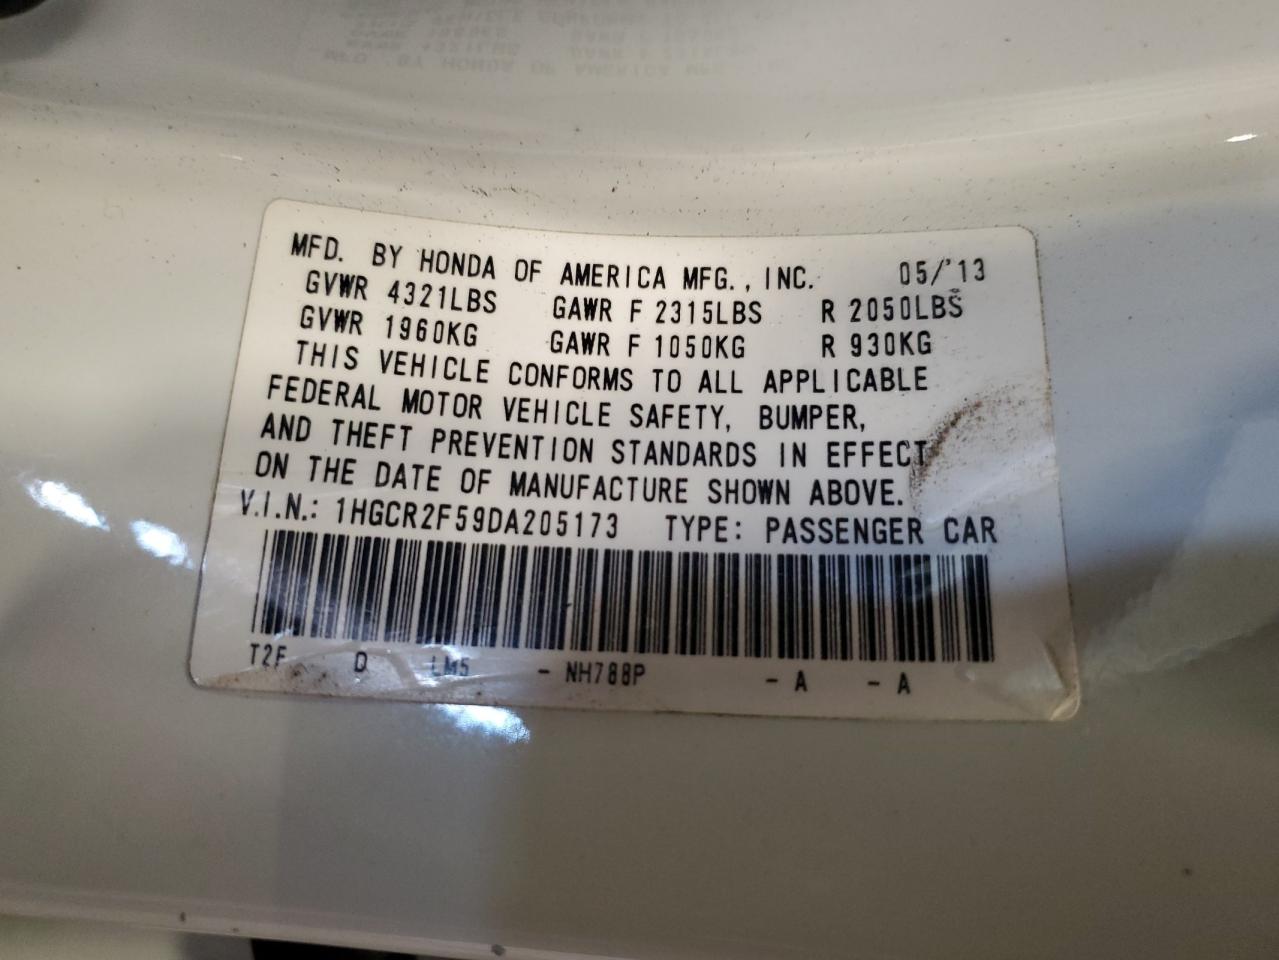 MFD. BY HONDA OF AMERICA MFG., INC. 05/'13
GVWR 4321LBS GAWR F 2315LBS R 2050LBS
GVWR 1960KG GAWR F 1050KG R 930KG
THIS VEHICLE CONFORMS TO ALL APPLICABLE
FEDERAL MOTOR VEHICLE SAFETY, BUMPER,
AND THEFT PREVENTION STANDARDS IN EFFECT
ON THE DATE OF MANUFACTURE SHOWN ABOVE.
V.I.N.: 1HGCR2F59DA205173 TYPE: PASSENGER CAR
T2F D LM5 - NH788P - A - A